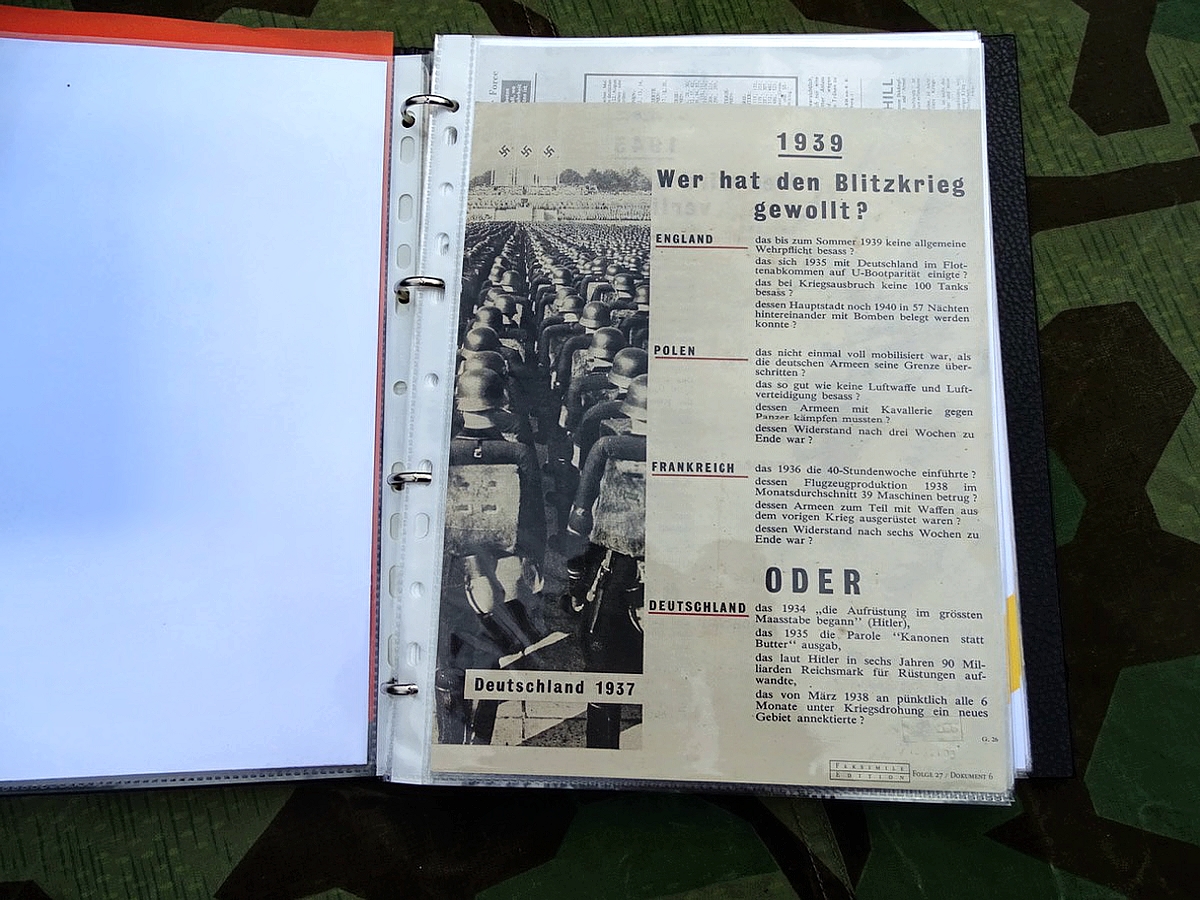 Force
HILL
1939
Wer hat den Blitzkrieg
gewollt?
ENGLAND
das bis zum Sommer 1939 keine allgemeine
Wehrpflicht besass?
das sich 1935 mit Deutschland im Flot-
tenabkommen auf U-Bootparität einigte?
das bei Kriegsausbruch keine 100 Tanks
besass?
dessen Hauptstadt noch 1940 in 57 Nächten
hintereinander mit Bomben belegt werden
konnte?
POLEN
das nicht einmal voll mobilisiert war, als
die deutschen Armeen seine Grenze über-
schritten?
das so gut wie keine Luftwaffe und Luft-
verteidigung besass?
dessen Armeen mit Kavallerie gegen
Panzer kämpfen mussten?
dessen Widerstand nach drei Wochen zu
Ende war?
FRANKREICH
das 1936 die 40-Stundenwoche einführte?
dessen Flugzeugproduktion 1938 im
Monatsdurchschnitt 39 Maschinen betrug?
dessen Armeen zum Teil mit Waffen aus
dem vorigen Krieg ausgerüstet waren?
dessen Widerstand nach sechs Wochen zu
Ende war?
ODER
DEUTSCHLAND
das 1934 „die Aufrüstung im grössten
Maasstabe begann” (Hitler),
das 1935 die Parole “Kanonen statt
Butter“ ausgab,
das laut Hitler in sechs Jahren 90 Mil-
liarden Reichsmark für Rüstungen auf-
wandte,
das von März 1938 an pünktlich alle 6
Monate unter Kriegsdrohung ein neues
Gebiet annektierte?
Deutschland 1937
G. 26
FAKSIMILE
EDITION
FOLGE 27 / DOKUMENT 6